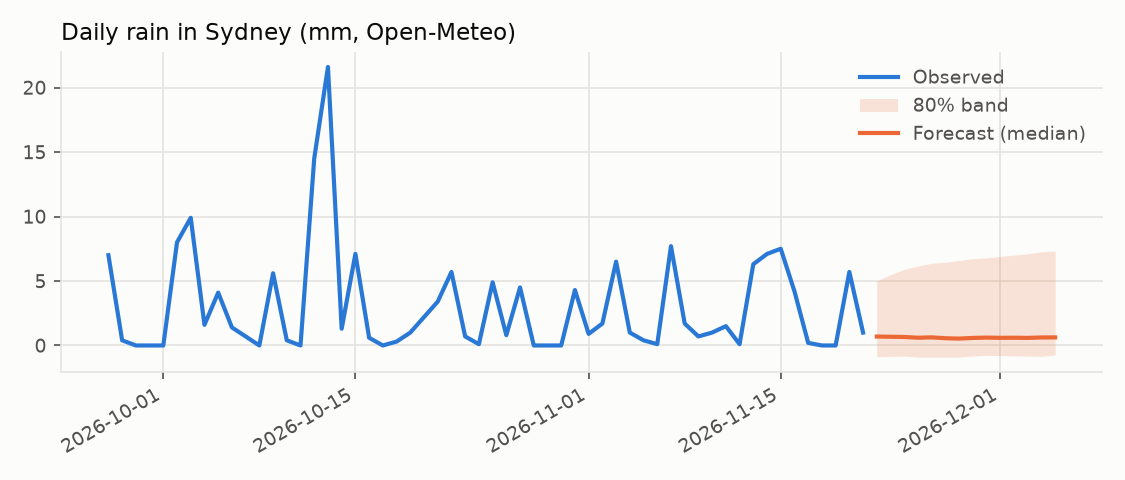 Daily rain in Sydney (mm, Open-Meteo)
Observed
80% band
Forecast (median)
20
15
10
5
0
2026-10-01
2026-10-15
2026-11-01
2026-11-15
2026-12-01